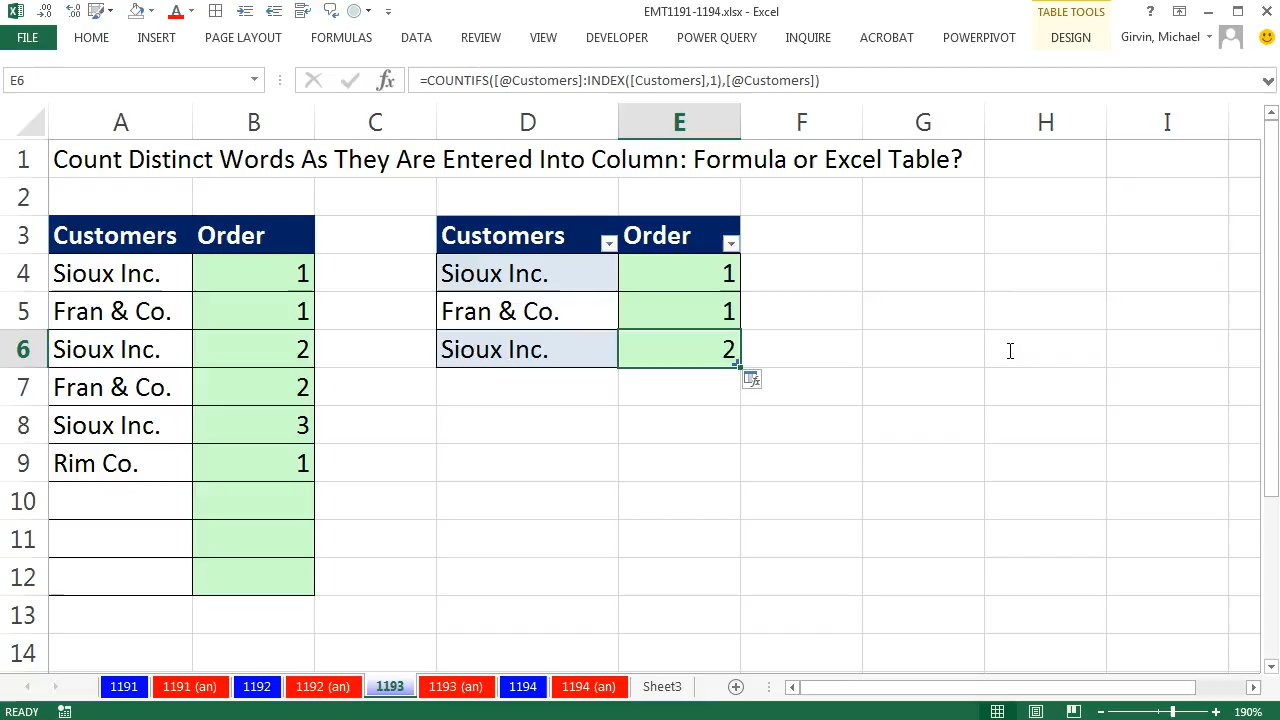 EMT1191-1194.xlsx - Excel
TABLE TOOLS
FILE HOME INSERT PAGE LAYOUT FORMULAS DATA REVIEW VIEW DEVELOPER POWER QUERY INQUIRE ACROBAT POWERPIVOT DESIGN Girvin, Michael
E6 fx =COUNTIFS([@Customers]:INDEX([Customers],1),[@Customers])
A B C D E F G H I
1 Count Distinct Words As They Are Entered Into Column: Formula or Excel Table?
2
3 Customers Order Customers Order
4 Sioux Inc. 1 Sioux Inc. 1
5 Fran & Co. 1 Fran & Co. 1
6 Sioux Inc. 2 Sioux Inc. 2
7 Fran & Co. 2
8 Sioux Inc. 3
9 Rim Co. 1
10
11
12
13
14
1191 1191 (an) 1192 1192 (an) 1193 1193 (an) 1194 1194 (an) Sheet3
READY 190%